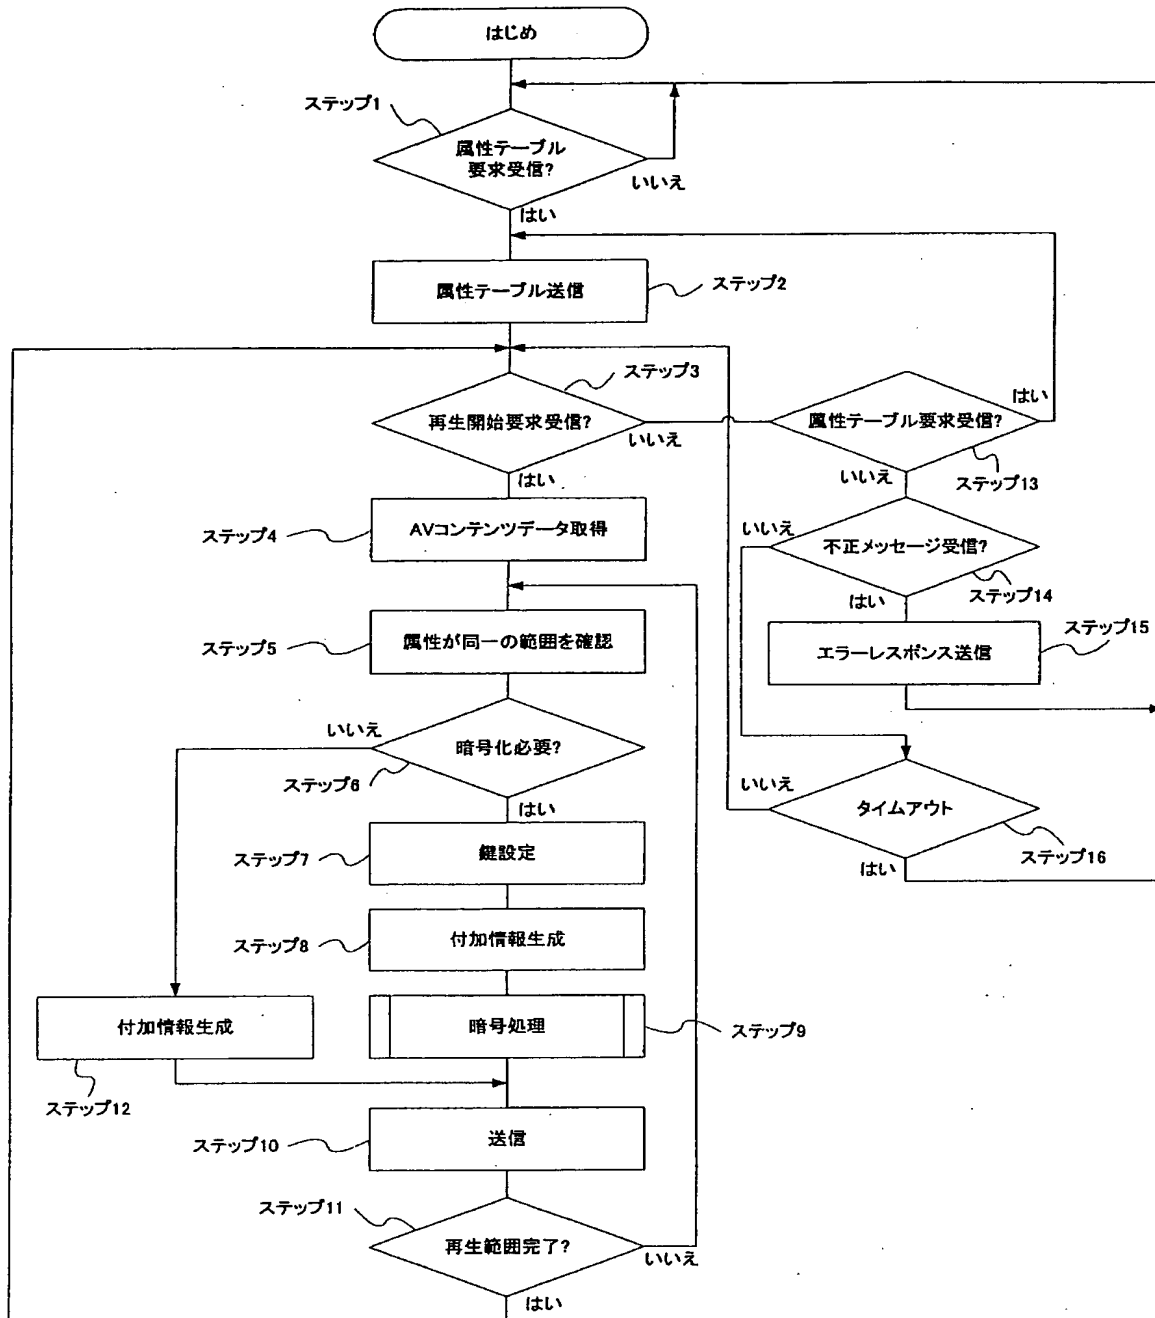 はじめ
ステップ1
属性テーブル
要求受信?
いいえ
はい
属性テーブル送信
ステップ2
ステップ3
再生開始要求受信?
いいえ
はい
属性テーブル要求受信?
はい
いいえ
ステップ13
ステップ4
AVコンテンツデータ取得
いいえ
不正メッセージ受信?
はい
ステップ14
ステップ5
属性が同一の範囲を確認
ステップ15
エラーレスポンス送信
いいえ
暗号化必要?
ステップ6
はい
いいえ
タイムアウト
はい
ステップ16
ステップ7
鍵設定
ステップ8
付加情報生成
付加情報生成
ステップ12
暗号処理
ステップ9
ステップ10
送信
ステップ11
再生範囲完了?
いいえ
はい